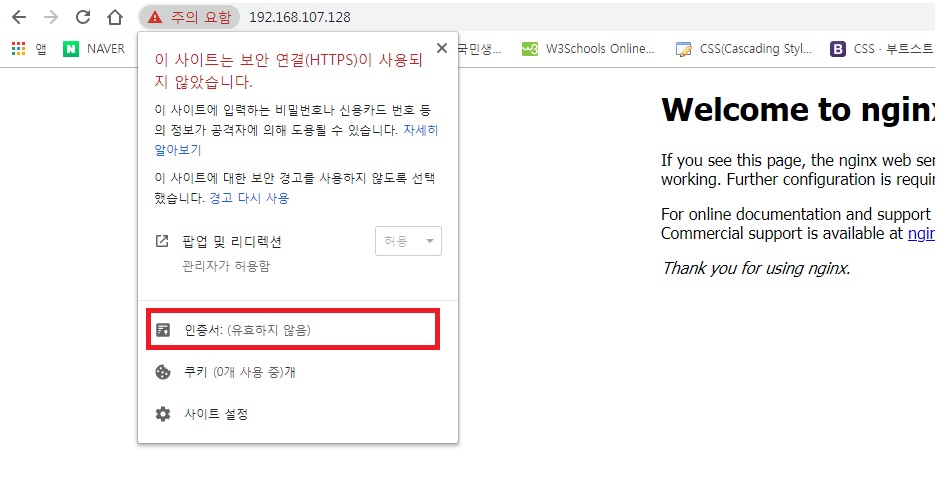 주의 요함 192.168.107.128
앱 NAVER 국민생... W3Schools Online... CSS(Cascading Styl... CSS · 부트스트
이 사이트는 보안 연결(HTTPS)이 사용되
지 않았습니다.
이 사이트에 입력하는 비밀번호나 신용카드 번호 등
의 정보가 공격자에 의해 도용될 수 있습니다. 자세히
알아보기
이 사이트에 대한 보안 경고를 사용하지 않도록 선택
했습니다. 경고 다시 사용
팝업 및 리디렉션 허용
관리자가 허용함
인증서: (유효하지 않음)
쿠키 (0개 사용 중)개
사이트 설정
Welcome to nginx
If you see this page, the nginx web ser
working. Further configuration is requir
For online documentation and support
Commercial support is available at ngin
Thank you for using nginx.